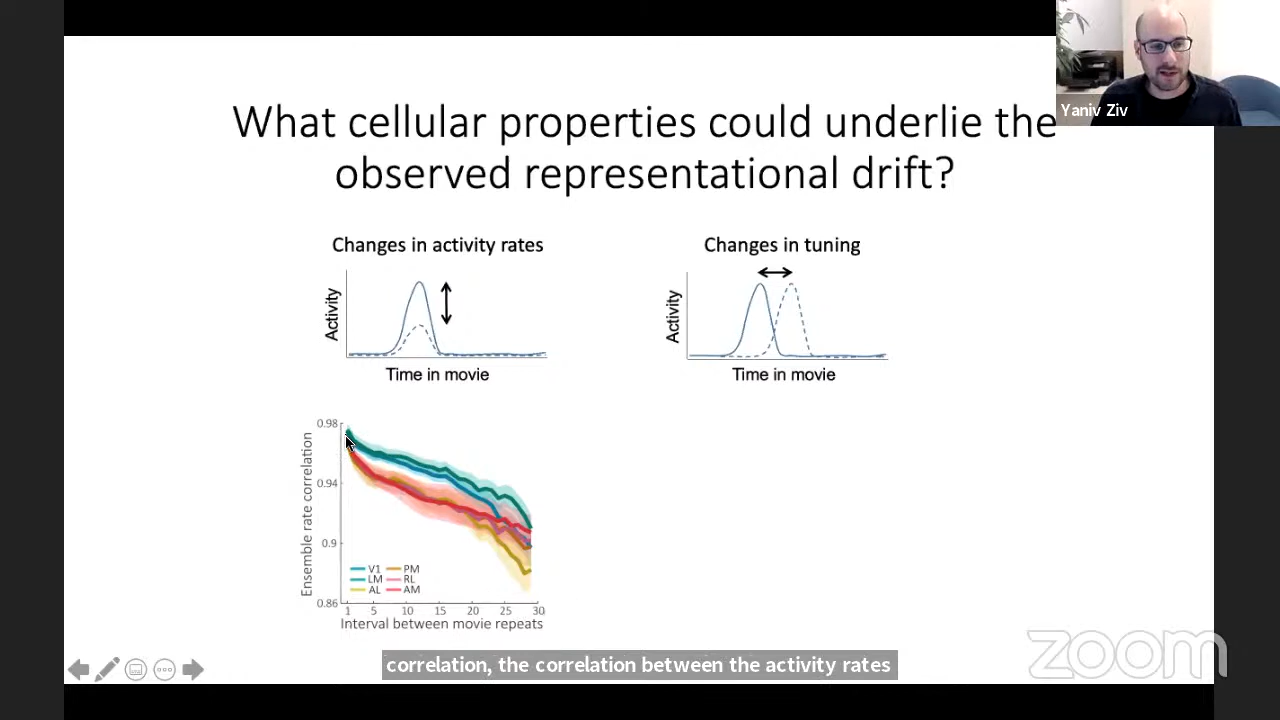 Yaniv Ziv
What cellular properties could underlie the
observed representational drift?
Changes in activity rates
Activity
Time in movie
Changes in tuning
Activity
Time in movie
Ensemble rate correlation
0.98
0.94
0.9
0.86
V1 PM
LM RL
AL AM
1 5 10 15 20 25 30
Interval between movie repeats
correlation, the correlation between the activity rates
zoom